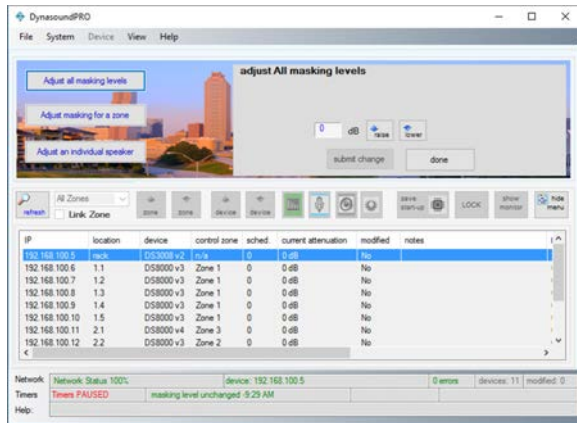 DynasoundPRO
File System Device View Help
Adjust all masking levels
Adjust masking for a zone
Adjust an individual speaker
adjust All masking levels
0 dB raise lower
submit change done
refresh
All Zones
Link Zone
zone zone device device
save start-up
LOCK
show monitor
hide menu
IP location device control zone sched. current attenuation modified notes
192.168.100.5 rack DS3008 v2 n/a 0 0 dB No
192.168.100.6 1.1 DS8000 v3 Zone 1 0 0 dB No
192.168.100.7 1.2 DS8000 v3 Zone 1 0 0 dB No
192.168.100.8 1.3 DS8000 v3 Zone 1 0 0 dB No
192.168.100.9 1.4 DS8000 v3 Zone 1 0 0 dB No
192.168.100.10 1.5 DS8000 v3 Zone 1 0 0 dB No
192.168.100.11 2.1 DS8000 v4 Zone 3 0 0 dB No
192.168.100.12 2.2 DS8000 v3 Zone 2 0 0 dB No
Network Network Status 100% device: 192.168.100.5 0 errors devices: 11 modified: 0
Timers Timers PAUSED masking level unchanged -9:29 AM
Help: